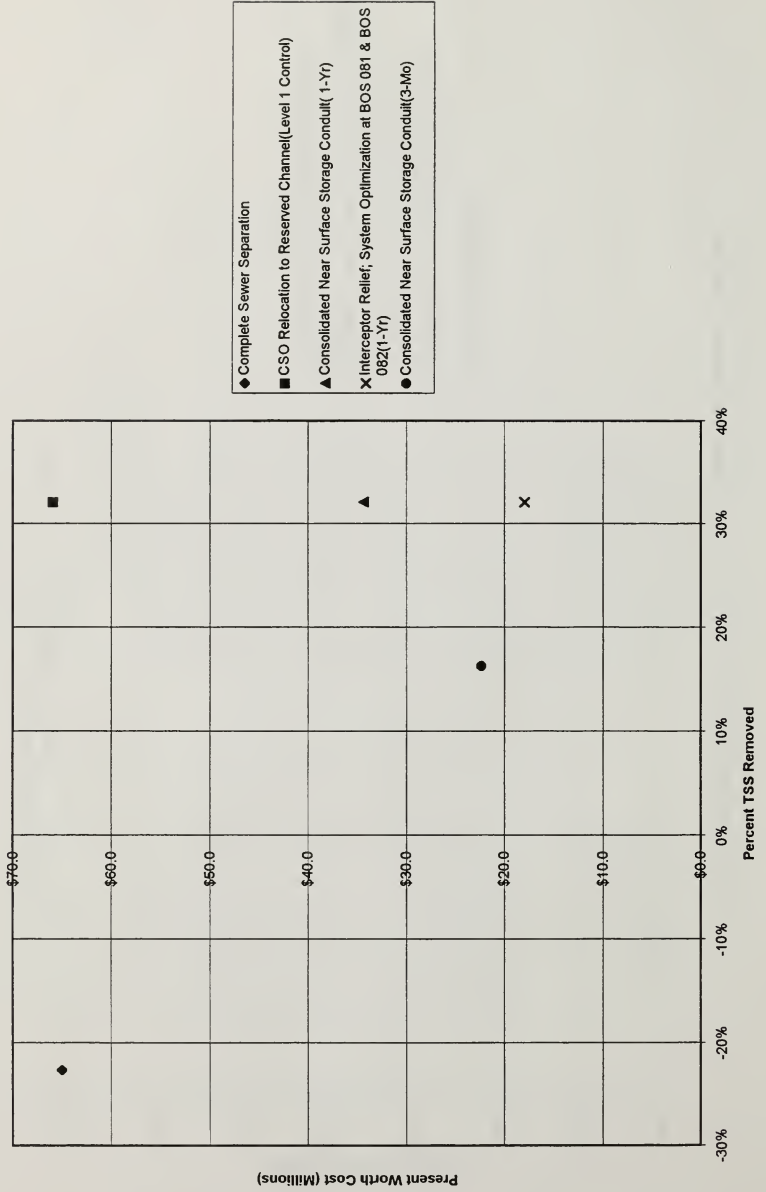 $70.0
$60.0
$50.0
$40.0
$30.0
$20.0
$10.0
$0.0
-30%
-20%
-10%
0%
10%
20%
30%
40%
Present Worth Cost (Millions)
Percent TSS Removed
Complete Sewer Separation
CSO Relocation to Reserved Channel(Level 1 Control)
Consolidated Near Surface Storage Conduit( 1-Yr)
Interceptor Relief; System Optimization at BOS 081 & BOS
082(1-Yr)
Consolidated Near Surface Storage Conduit(3-Mo)